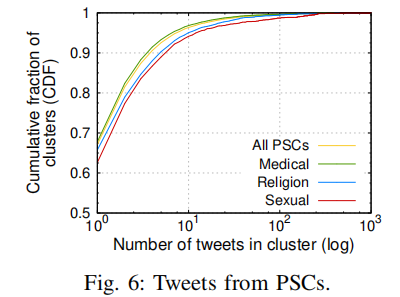 1
0.9
0.8
0.7
0.6
0.5
Cumulative fraction of
clusters (CDF)
All PSCs
Medical
Religion
Sexual
10^0 10^1 10^2 10^3
Number of tweets in cluster (log)
Fig. 6: Tweets from PSCs.